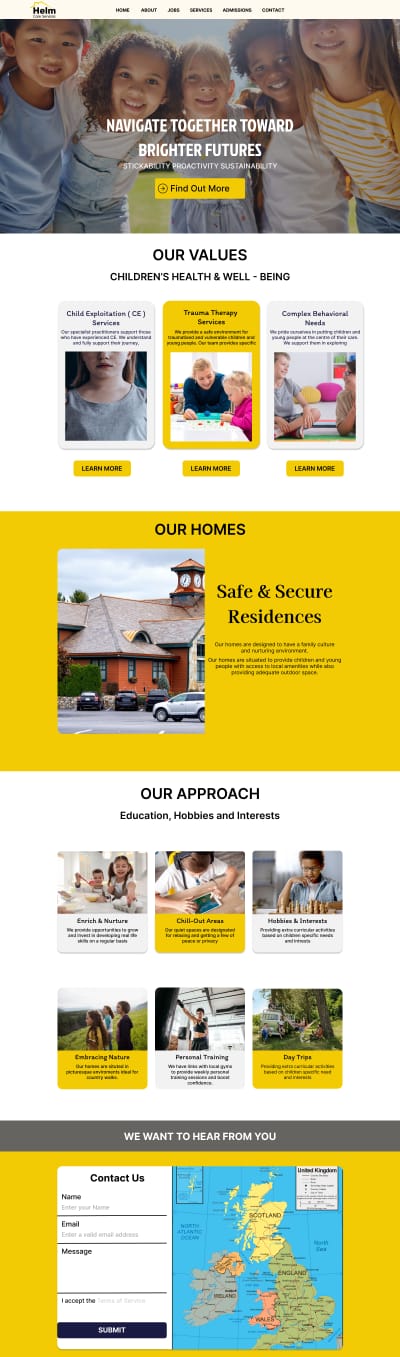 Helm
Care Services
HOME ABOUT JOBS SERVICES ADMISSIONS CONTACT
NAVIGATE TOGETHER TOWARD
BRIGHTER FUTURES
STICKABILITY PROACTIVITY SUSTAINABILITY
Find Out More
OUR VALUES
CHILDREN'S HEALTH & WELL - BEING
Child Exploitation ( CE )
Services
Our specialist practitioners support those
who have experienced CE. We understand
and fully support their journey,
Trauma Therapy
Services
We provide a safe environment for
traumatised and vulnerable children and
young people. Our team provides specific
Complex Behavioral
Needs
We pride ourselves in putting children and
young people at the centre of their care.
We support them in exploring
LEARN MORE
LEARN MORE
LEARN MORE
OUR HOMES
Safe & Secure
Residences
Our homes are designed to have a family culture
and nurturing environment.
Our homes are situated to provide children and young
people with access to local amenities while also
providing adequate outdoor space.
OUR APPROACH
Education, Hobbies and Interests
Enrich & Nurture
We provide opportunities to grow
and invest in developing real life
skills on a regular basis
Chill-Out Areas
Our quiet spaces are designated
for relaxing and getting a few of
peace or privacy
Hobbies & Interests
Providing extra curricular activities
based on children specific needs
and intrests
Embracing Nature
Our homes are situted in
picturesque enviroments ideal for
country walks.
Personal Training
We have links with local gyms
to provide weekly personal
training sessions and boost
confidence.
Day Trips
Providing extra curricular activities
based on children specific need
and interests
WE WANT TO HEAR FROM YOU
Contact Us
Name
Enter your Name
Email
Enter a valid email address
Message
I accept the Terms of Service
SUBMIT
United Kingdom
NORTH
ATLANTIC
OCEAN
SCOTLAND
North
Sea
ENGLAND
IRELAND
WALES